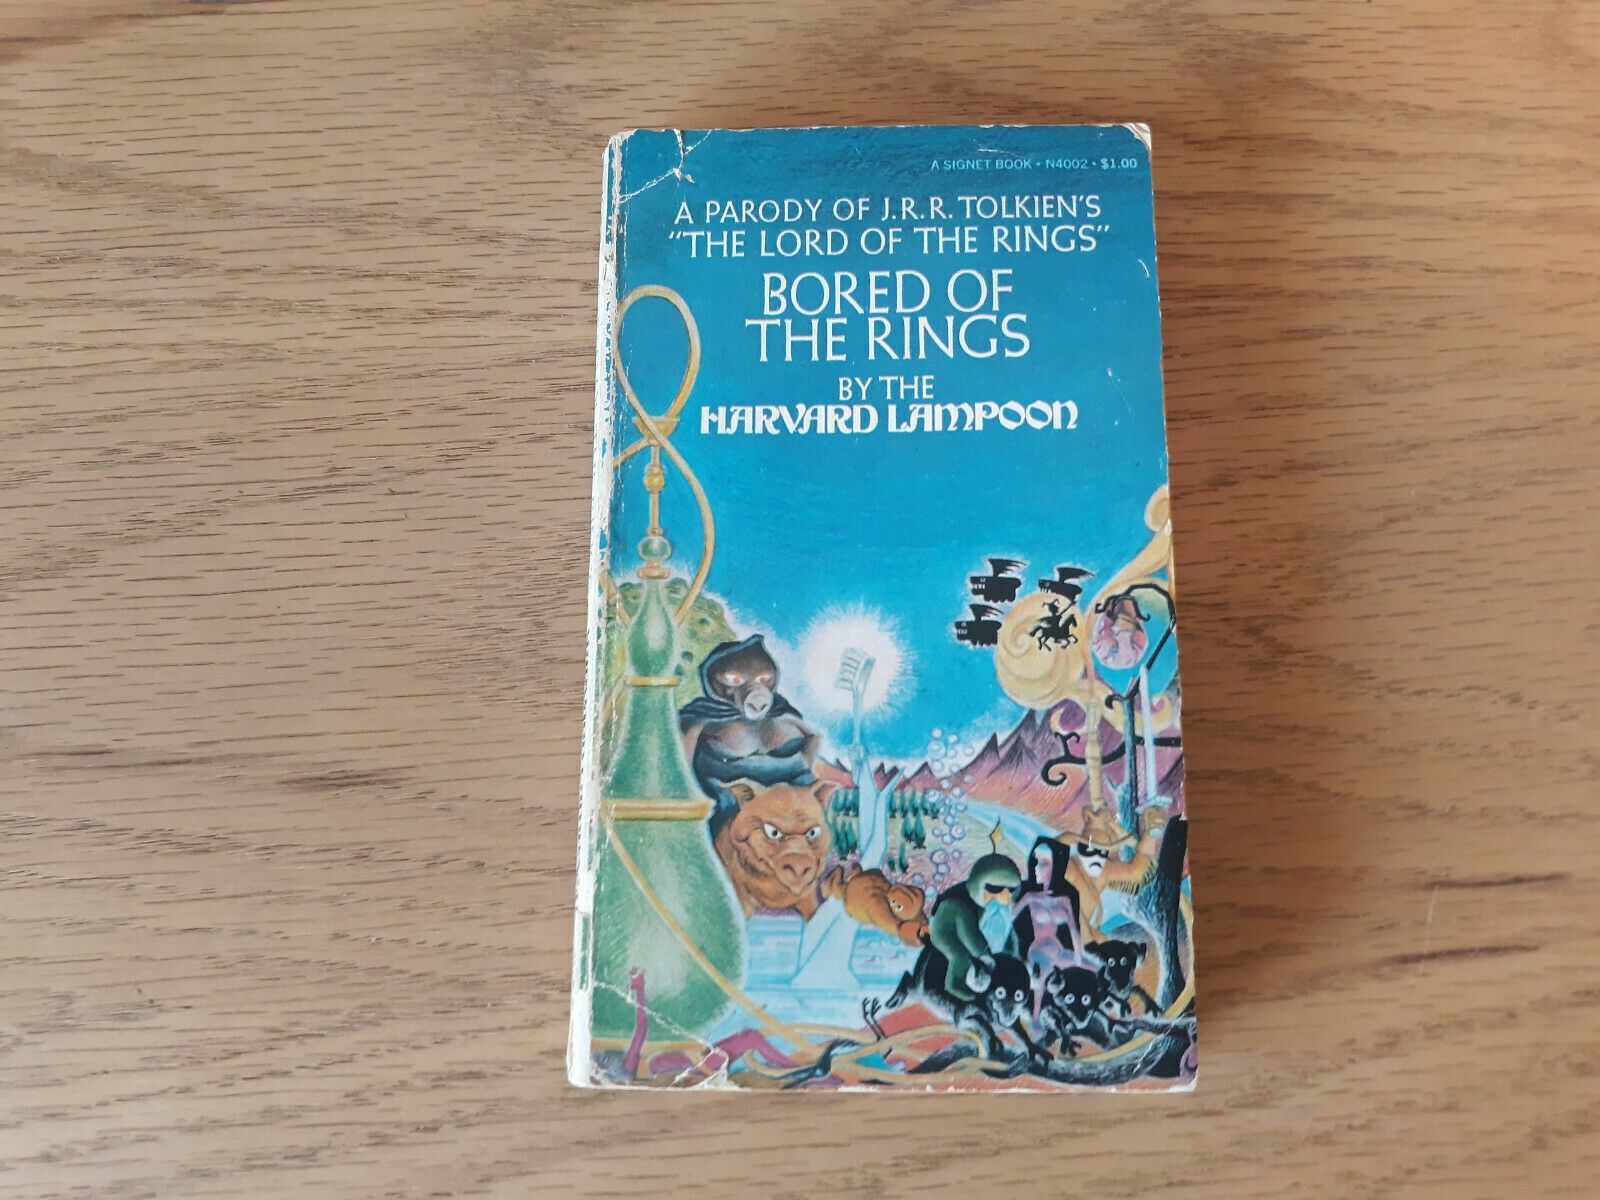 A SIGNET BOOK • N4002 • $1.00
A PARODY OF J.R.R. TOLKIEN'S
"THE LORD OF THE RINGS"
BORED OF
THE RINGS
BY THE
HARVARD LAMPOON